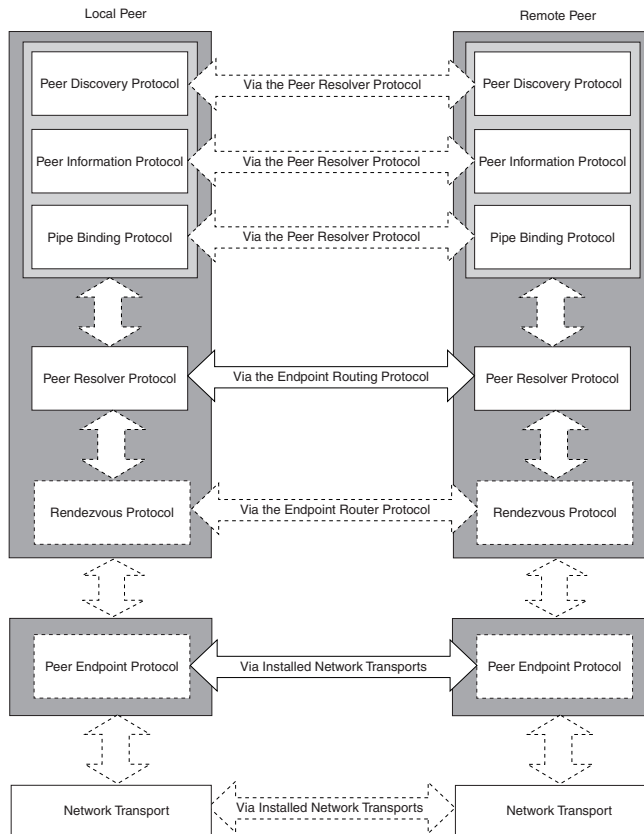 Local Peer
Remote Peer
Peer Discovery Protocol
Via the Peer Resolver Protocol
Peer Discovery Protocol
Peer Information Protocol
Via the Peer Resolver Protocol
Peer Information Protocol
Pipe Binding Protocol
Via the Peer Resolver Protocol
Pipe Binding Protocol
Peer Resolver Protocol
Via the Endpoint Routing Protocol
Peer Resolver Protocol
Rendezvous Protocol
Via the Endpoint Router Protocol
Rendezvous Protocol
Peer Endpoint Protocol
Via Installed Network Transports
Peer Endpoint Protocol
Network Transport
Via Installed Network Transports
Network Transport